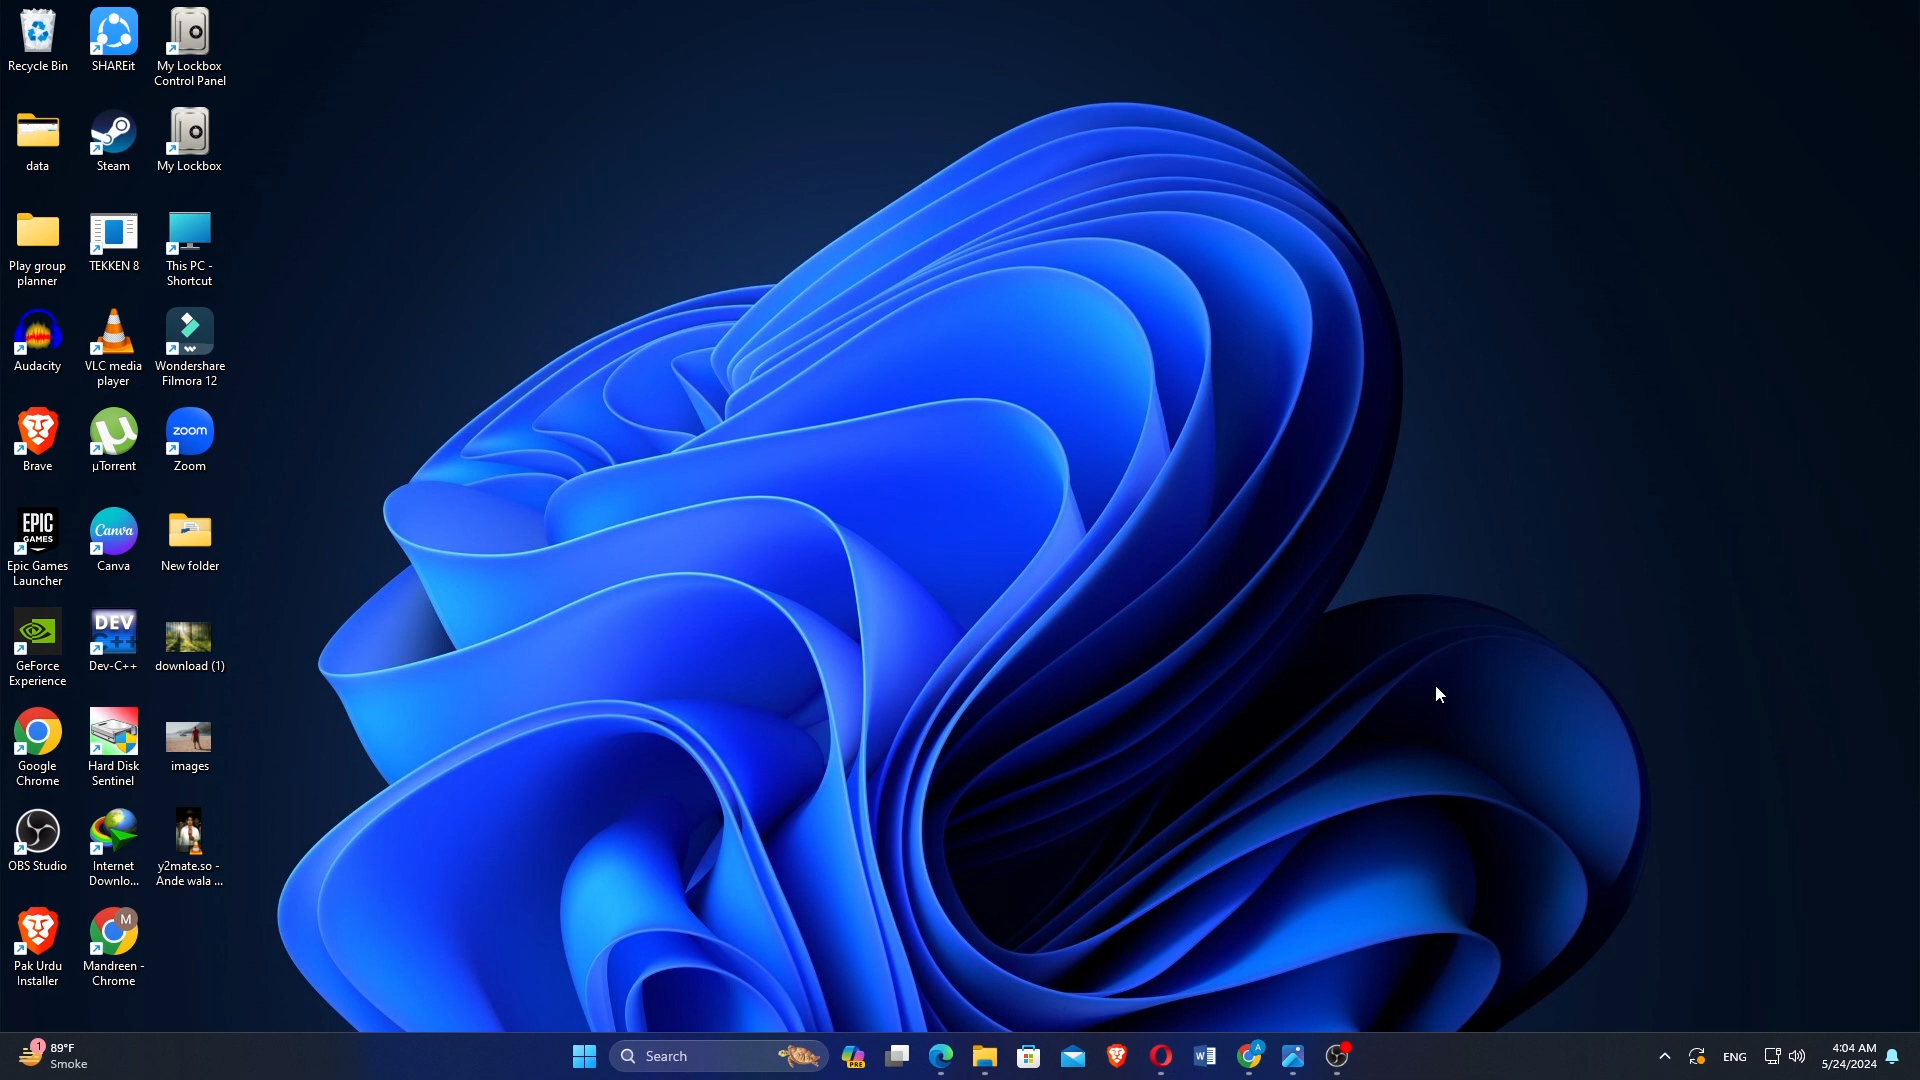 Recycle Bin
SHAREit
My Lockbox
Control Panel
data
Steam
My Lockbox
Play group
planner
TEKKEN 8
This PC -
Shortcut
Audacity
VLC media
player
Wondershare
Filmora 12
Brave
µTorrent
zoom
Zoom
EPIC
GAMES
Epic Games
Launcher
Canva
Canva
New folder
GeForce
Experience
DEV
C++
Dev-C++
download (1)
Google
Chrome
Hard Disk
Sentinel
images
OBS Studio
Internet
Downlo...
y2mate.so -
Ande wala ...
Pak Urdu
Installer
M
Mandreen -
Chrome
1
89°F
Smoke
Search
PRE
W
A
ENG
4:04 AM
5/24/2024